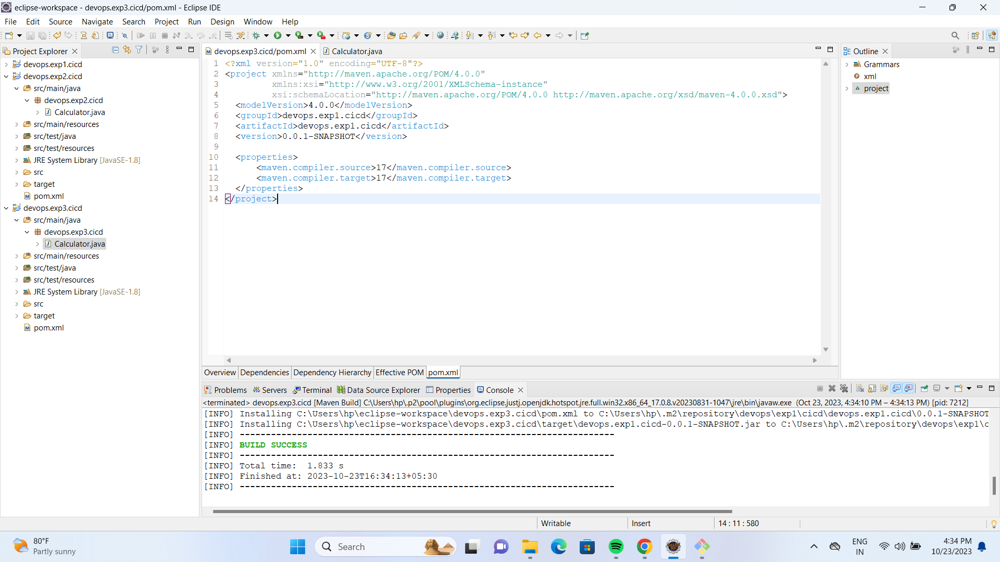 eclipse-workspace - devops.exp3.cicd/pom.xml - Eclipse IDE
File Edit Source Navigate Search Project Run Design Window Help
Project Explorer
devops.exp1.cicd
devops.exp2.cicd
src/main/java
devops.exp2.cicd
Calculator.java
src/main/resources
src/test/java
src/test/resources
JRE System Library [JavaSE-1.8]
src
target
pom.xml
devops.exp3.cicd
src/main/java
devops.exp3.cicd
Calculator.java
src/main/resources
src/test/java
src/test/resources
JRE System Library [JavaSE-1.8]
src
target
pom.xml
devops.exp3.cicd/pom.xml Calculator.java
1 <?xml version="1.0" encoding="UTF-8"?>
2 <project xmlns="http://maven.apache.org/POM/4.0.0"
3 xmlns:xsi="http://www.w3.org/2001/XMLSchema-instance"
4 xsi:schemaLocation="http://maven.apache.org/POM/4.0.0 http://maven.apache.org/xsd/maven-4.0.0.xsd">
5 <modelVersion>4.0.0</modelVersion>
6 <groupId>devops.exp1.cicd</groupId>
7 <artifactId>devops.exp1.cicd</artifactId>
8 <version>0.0.1-SNAPSHOT</version>
9
10 <properties>
11 <maven.compiler.source>17</maven.compiler.source>
12 <maven.compiler.target>17</maven.compiler.target>
13 </properties>
14 </project>
Overview Dependencies Dependency Hierarchy Effective POM pom.xml
Outline
Grammars
xml
project
Problems Servers Terminal Data Source Explorer Properties Console
<terminated> devops.exp3.cicd [Maven Build] C:\Users\hp\.p2\pool\plugins\org.eclipse.justj.openjdk.hotspot.jre.full.win32.x86_64_17.0.8.v20230831-1047\jre\bin\javaw.exe (Oct 23, 2023, 4:34:10 PM – 4:34:13 PM) [pid: 7212]
[INFO] Installing C:\Users\hp\eclipse-workspace\devops.exp3.cicd\pom.xml to C:\Users\hp\.m2\repository\devops\exp1\cicd\devops.exp1.cicd\0.0.1-SNAPSHOT
[INFO] Installing C:\Users\hp\eclipse-workspace\devops.exp3.cicd\target\devops.exp1.cicd-0.0.1-SNAPSHOT.jar to C:\Users\hp\.m2\repository\devops\exp1\c
[INFO] ------------------------------------------------------------------------
[INFO] BUILD SUCCESS
[INFO] ------------------------------------------------------------------------
[INFO] Total time:  1.833 s
[INFO] Finished at: 2023-10-23T16:34:13+05:30
[INFO] ------------------------------------------------------------------------
Writable Insert 14 : 11 : 580
80°F
Partly sunny
Search
ENG
IN
4:34 PM
10/23/2023